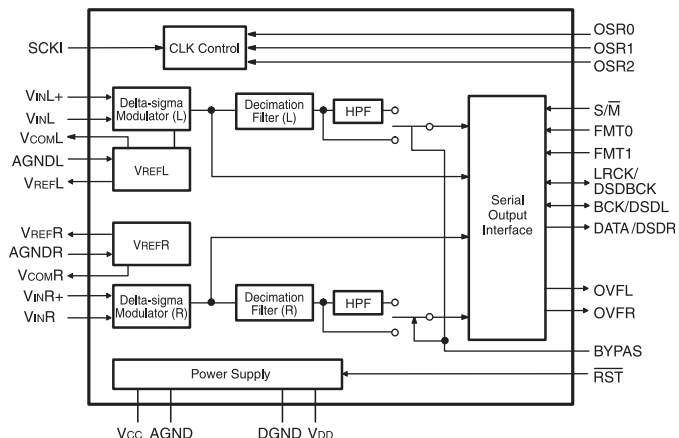 SCKI
CLK Control
OSR0
OSR1
OSR2
VINL+
VINL
VCOML
AGNDL
VREFL
Delta-sigma
Modulator (L)
VREFL
Decimation
Filter (L)
HPF
Serial
Output
Interface
S/M̅
FMT0
FMT1
LRCK/
DSDBCK
BCK/DSDL
DATA/DSDR
VREFR
AGNDR
VCOMR
VINR+
VINR
VREFR
Delta-sigma
Modulator (R)
Decimation
Filter (R)
HPF
OVFL
OVFR
BYPAS
R̅S̅T̅
Power Supply
VCC AGND DGND VDD